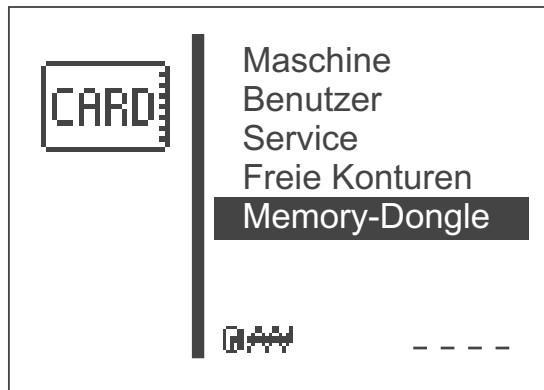 CARD
Maschine
Benutzer
Service
Freie Konturen
Memory-Dongle
_ _ _ _